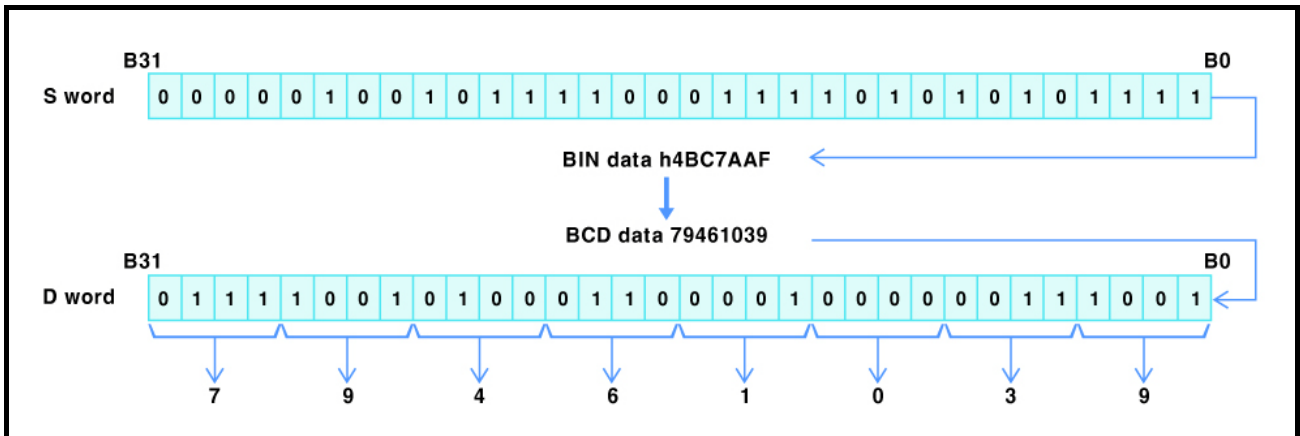 B31 B0
S word 0 0 0 0 0 1 0 0 1 0 1 1 1 1 0 0 0 1 1 1 1 0 1 0 1 0 1 0 1 1 1 1
BIN data h4BC7AAF
BCD data 79461039
B31 B0
D word 0 1 1 1 1 0 0 1 0 1 0 0 0 1 1 0 0 0 0 1 0 0 0 0 0 0 1 1 1 0 0 1
7 9 4 6 1 0 3 9